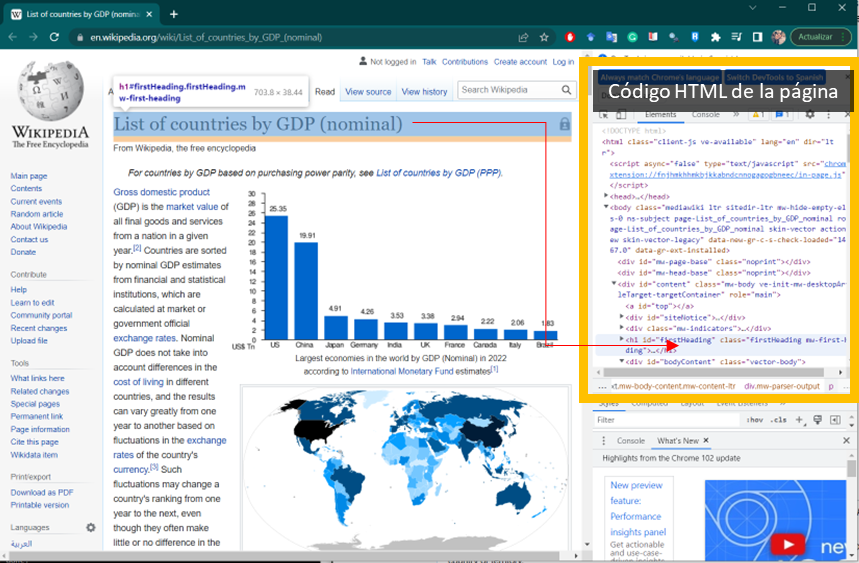 List of countries by GDP (nomina
en.wikipedia.org/wiki/List_of_countries_by_GDP_(nominal)
Actualizar
Not logged in Talk Contributions Create account Log in
h1#firstHeading.firstHeading.m
w-first-heading
703.8 × 38.44
Read View source View history
Search Wikipedia
WIKIPEDIA
The Free Encyclopedia
List of countries by GDP (nominal)
From Wikipedia, the free encyclopedia
For countries by GDP based on purchasing power parity, see List of countries by GDP (PPP).
Main page
Contents
Current events
Random article
About Wikipedia
Contact us
Donate
Contribute
Help
Learn to edit
Community portal
Recent changes
Upload file
Tools
What links here
Related changes
Special pages
Permanent link
Page information
Cite this page
Wikidata item
Print/export
Download as PDF
Printable version
Languages
العربية
Gross domestic product
(GDP) is the market value of
all final goods and services
from a nation in a given
year.[2] Countries are sorted
by nominal GDP estimates
from financial and statistical
institutions, which are
calculated at market or
government official
exchange rates. Nominal
GDP does not take into
account differences in the
cost of living in different
countries, and the results
can vary greatly from one
year to another based on
fluctuations in the exchange
rates of the country's
currency.[3] Such
fluctuations may change a
country's ranking from one
year to the next, even
though they often make
little or no difference in the
30
28
26
24
22
20
18
16
14
12
10
8
6
4
2
0
25.35
19.91
4.91
4.26
3.53
3.38
2.94
2.22
2.06
1.83
US$ Tn
US China Japan Germany India UK France Canada Italy Brazil
Largest economies in the world by GDP (Nominal) in 2022
according to International Monetary Fund estimates[1]
Always match Chrome's language
Switch DevTools to Spanish
Código HTML de la página
Elements
1
1
<!DOCTYPE html>
<html class="client-js ve-available" lang="en" dir="lt
r">
<script async="false" type="text/javascript" src="chrom
extension://fnjhmkhhmkbjkkabndcnnogagogbneec/in-page.js"
</script>
<head>…</head>
<body class="mediawiki ltr sitedir-ltr mw-hide-empty-el
s-0 ns-subject page-List_of_countries_by_GDP_nominal ro
age-List_of_countries_by_GDP_nominal skin-vector action
ew skin-vector-legacy" data-new-gr-c-s-check-loaded="14
67.0" data-gr-ext-installed>
<div id="mw-page-base" class="noprint"></div>
<div id="mw-head-base" class="noprint"></div>
<div id="content" class="mw-body ve-init-mw-desktopAr
leTarget-targetContainer" role="main">
<a id="top"></a>
<div id="siteNotice">…</div>
<div class="mw-indicators">…</div>
<h1 id="firstHeading" class="firstHeading mw-first-h
ding">…</h1>
<div id="bodyContent" class="vector-body">
… xt.mw-body-content.mw-content-ltr div.mw-parser-output p …
Styles Computed Layout Event Listeners
Filter
:hov .cls
Console What's New
Highlights from the Chrome 102 update
New preview
feature:
Performance
insights panel
Get actionable
and use-case-
driven insights
new